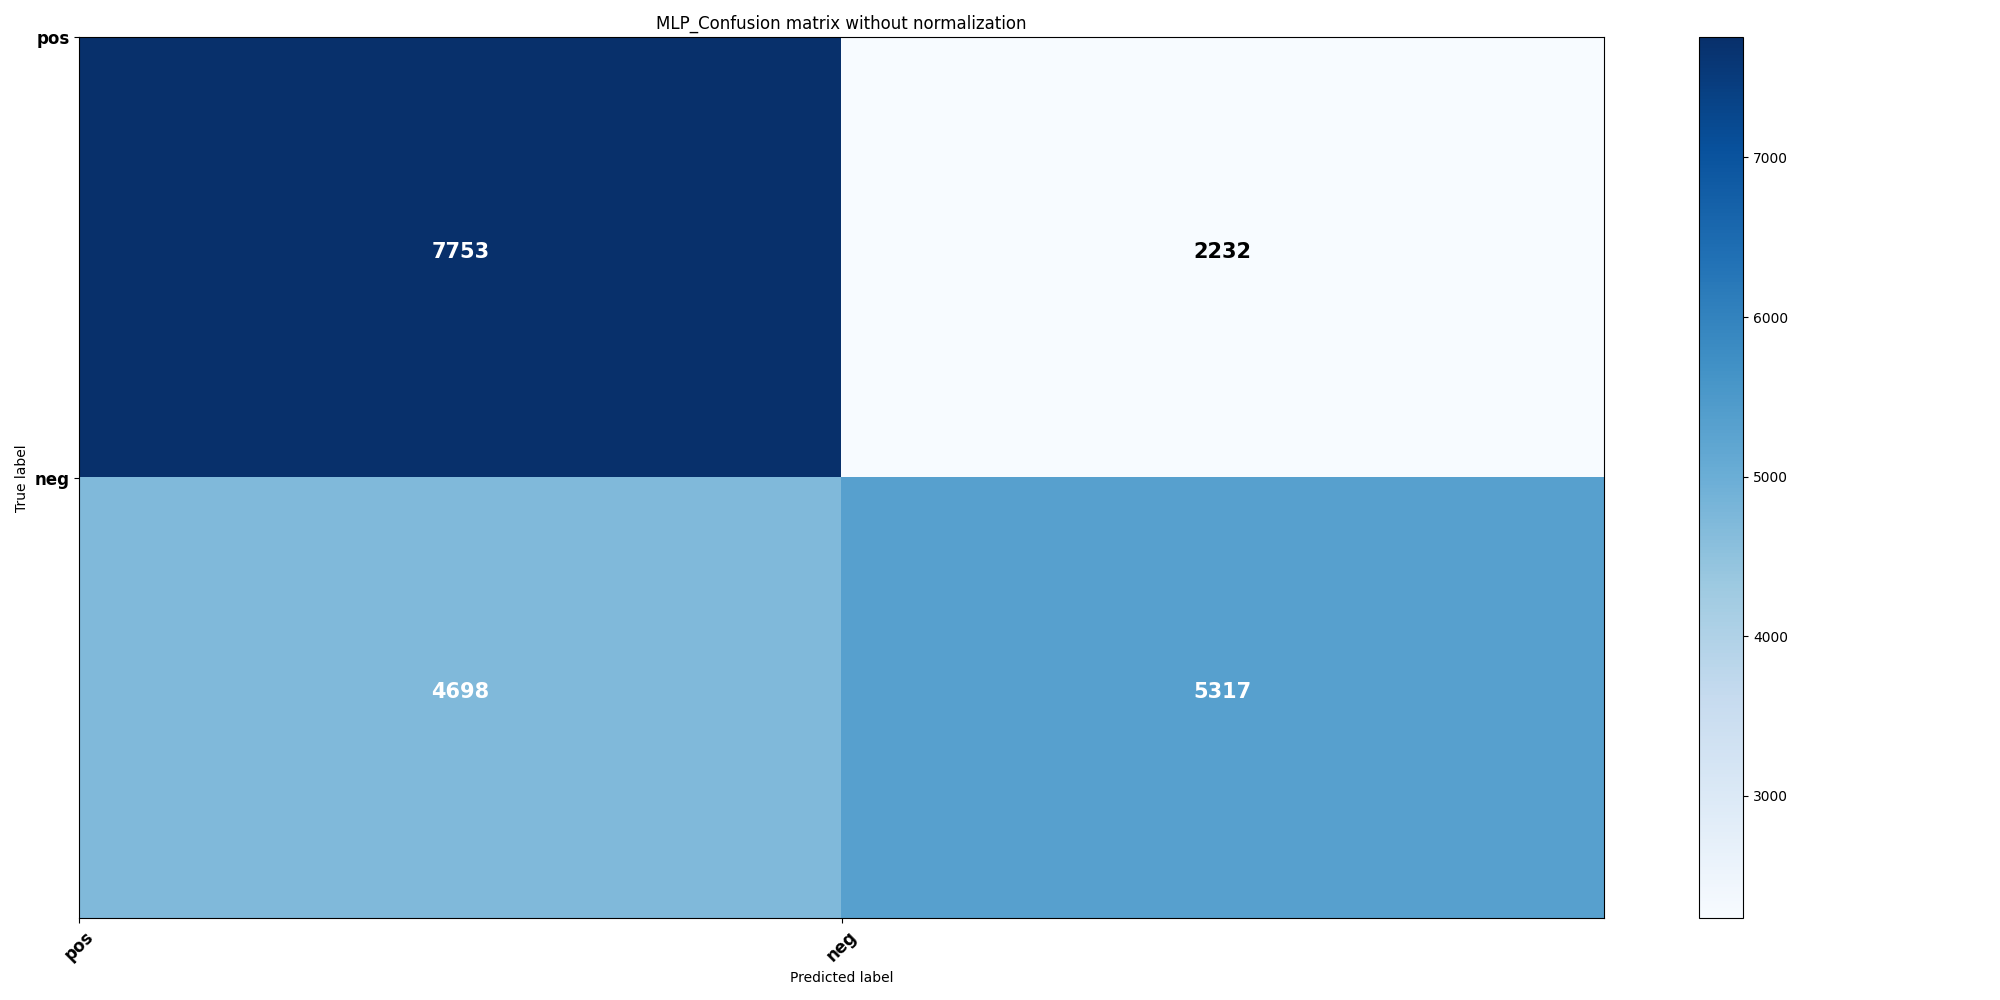 MLP_Confusion matrix without normalization
pos
7753
2232
neg
4698
5317
True label
pos
neg
Predicted label
7000
6000
5000
4000
3000